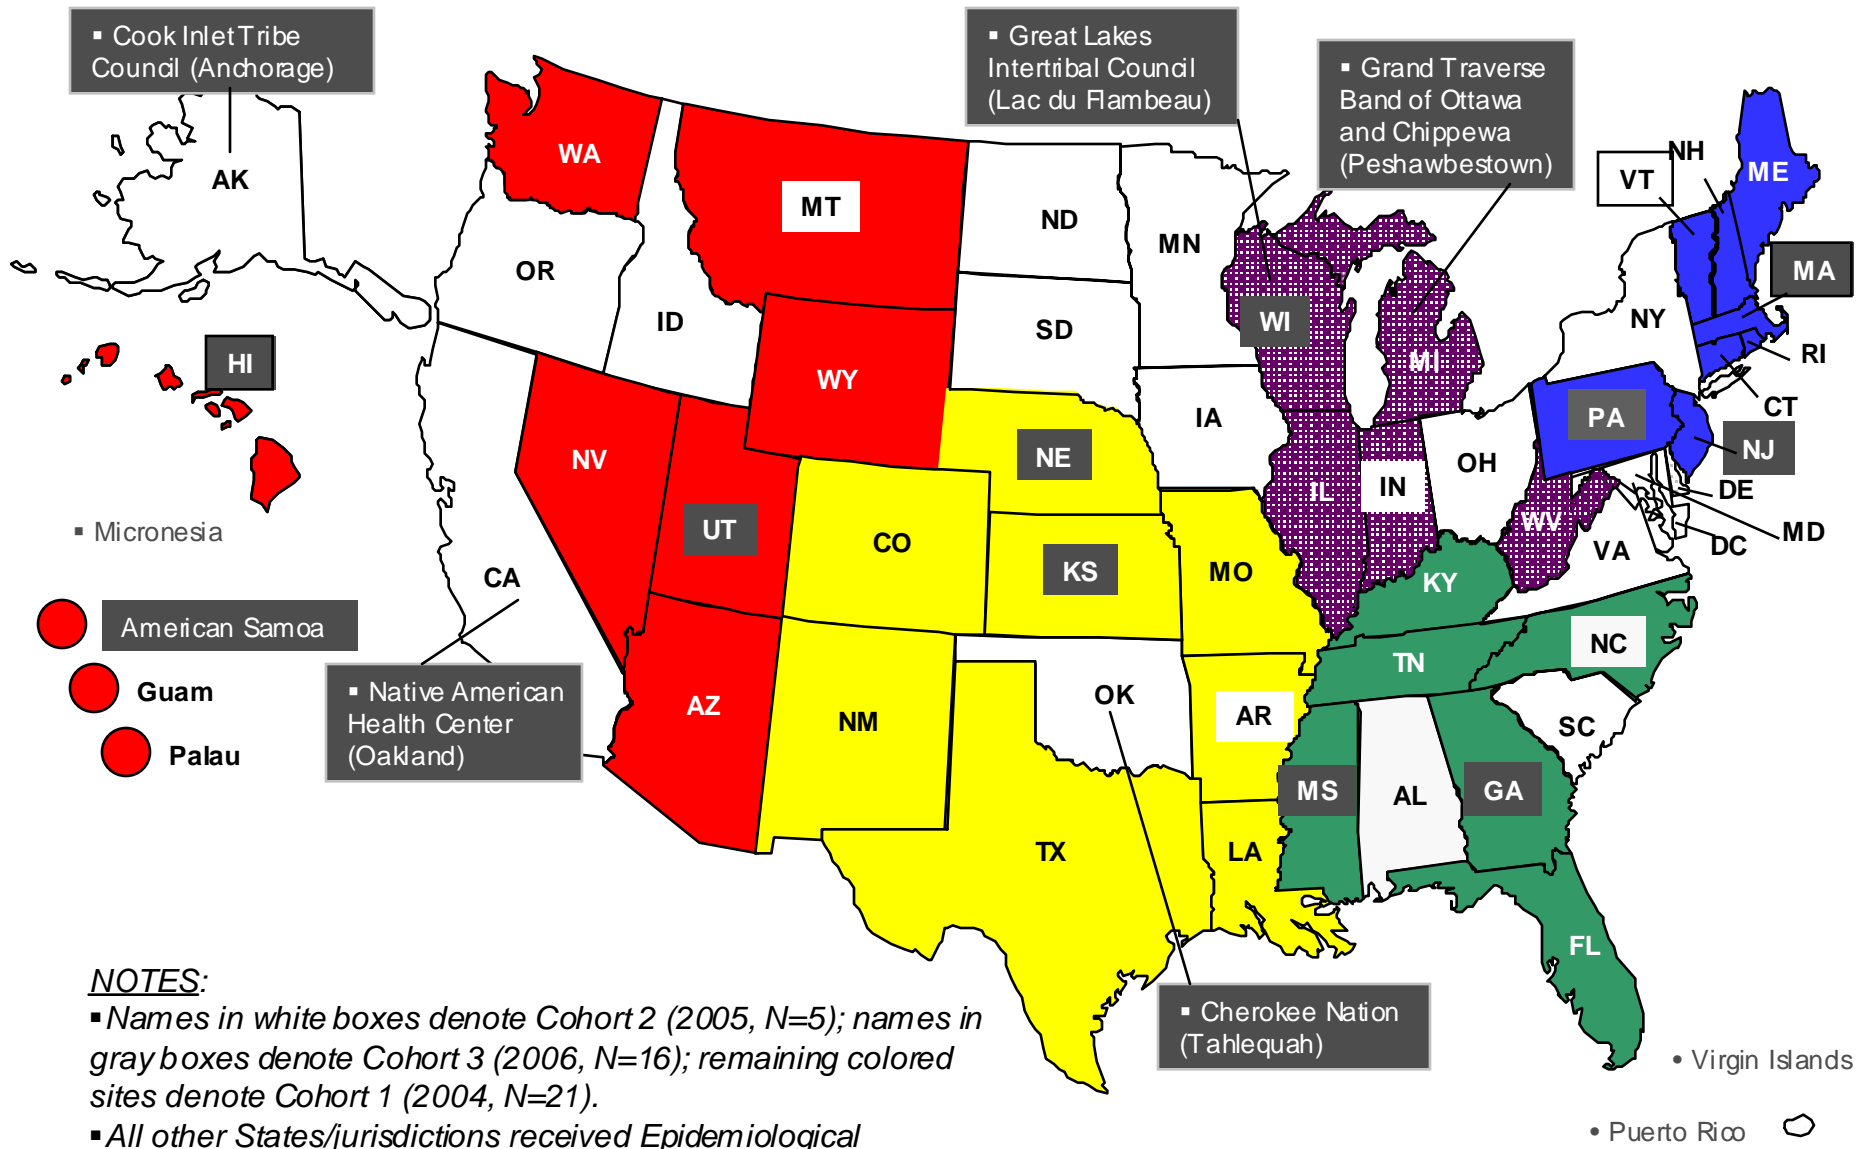 ▪ Cook Inlet Tribe
Council (Anchorage)
▪ Great Lakes
Intertribal Council
(Lac du Flambeau)
▪ Grand Traverse
Band of Ottawa
and Chippewa
(Peshawbestown)
AK
WA
MT
ND
MN
VT
NH
ME
OR
ID
SD
WI
MI
NY
MA
RI
CT
HI
WY
IA
NE
IL
IN
OH
PA
NJ
DE
MD
DC
▪ Micronesia
NV
UT
CO
KS
MO
WV
VA
KY
CA
American Samoa
Guam
Palau
▪ Native American
Health Center
(Oakland)
AZ
NM
OK
AR
TN
NC
SC
MS
AL
GA
TX
LA
FL
▪ Cherokee Nation
(Tahlequah)
• Virgin Islands
• Puerto Rico
NOTES:
▪Names in white boxes denote Cohort 2 (2005, N=5); names in
gray boxes denote Cohort 3 (2006, N=16); remaining colored
sites denote Cohort 1 (2004, N=21).
▪All other States/jurisdictions received Epidemiological